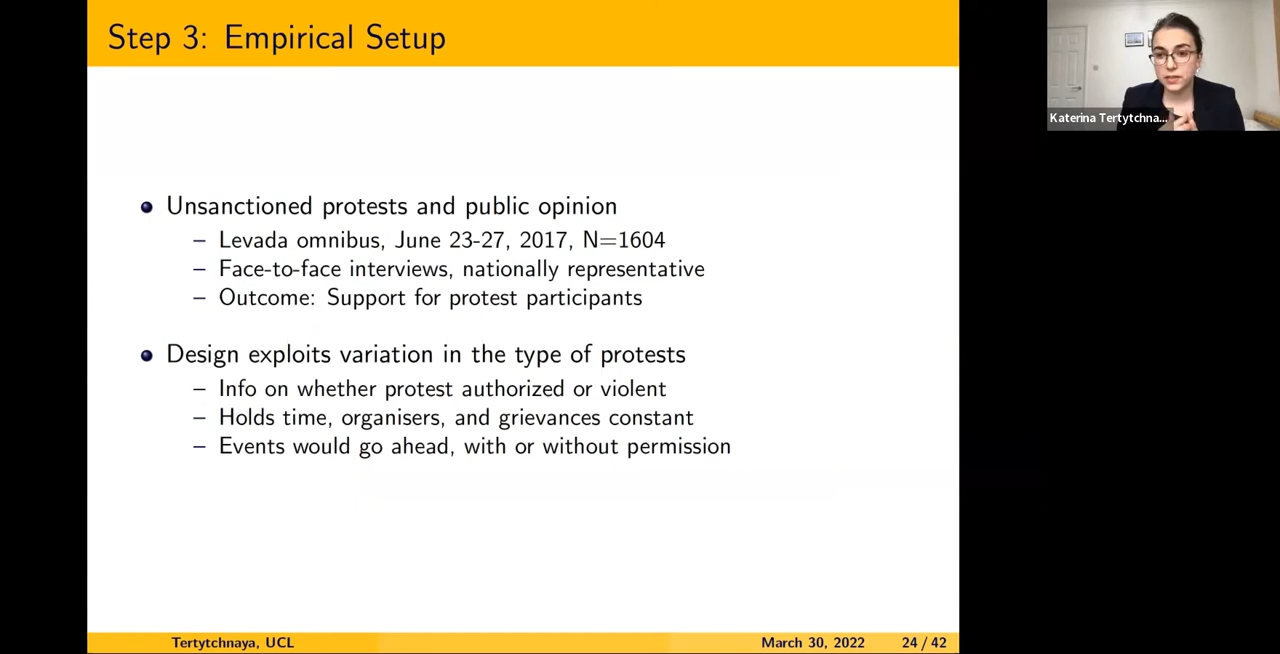 Step 3: Empirical Setup
Katerina Tertytchna...
Unsanctioned protests and public opinion
– Levada omnibus, June 23-27, 2017, N=1604
– Face-to-face interviews, nationally representative
– Outcome: Support for protest participants
Design exploits variation in the type of protests
– Info on whether protest authorized or violent
– Holds time, organisers, and grievances constant
– Events would go ahead, with or without permission
Tertytchnaya, UCL March 30, 2022 24 / 42